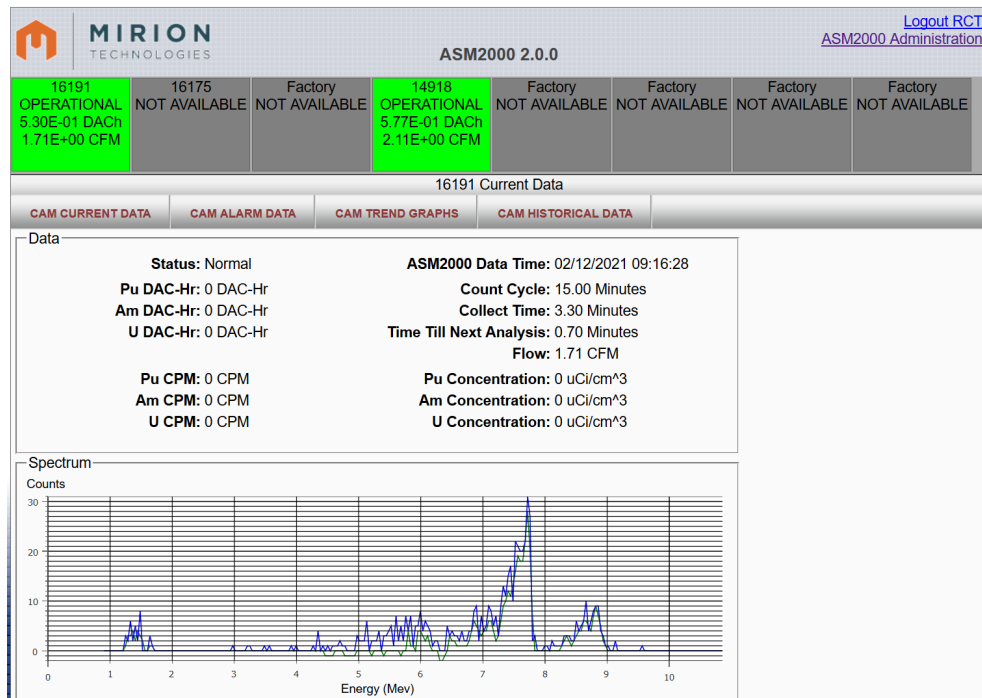 MIRION
TECHNOLOGIES
ASM2000 2.0.0
Logout RCT
ASM2000 Administration
16191
OPERATIONAL
5.30E-01 DACh
1.71E+00 CFM
16175
NOT AVAILABLE
Factory
NOT AVAILABLE
14918
OPERATIONAL
5.77E-01 DACh
2.11E+00 CFM
Factory
NOT AVAILABLE
Factory
NOT AVAILABLE
Factory
NOT AVAILABLE
Factory
NOT AVAILABLE
16191 Current Data
CAM CURRENT DATA CAM ALARM DATA CAM TREND GRAPHS CAM HISTORICAL DATA
Data
Status: Normal ASM2000 Data Time: 02/12/2021 09:16:28
Pu DAC-Hr: 0 DAC-Hr Count Cycle: 15.00 Minutes
Am DAC-Hr: 0 DAC-Hr Collect Time: 3.30 Minutes
U DAC-Hr: 0 DAC-Hr Time Till Next Analysis: 0.70 Minutes
Flow: 1.71 CFM
Pu CPM: 0 CPM Pu Concentration: 0 uCi/cm^3
Am CPM: 0 CPM Am Concentration: 0 uCi/cm^3
U CPM: 0 CPM U Concentration: 0 uCi/cm^3
Spectrum
Counts
30
20
10
0
0 1 2 3 4 5 6 7 8 9 10
Energy (Mev)